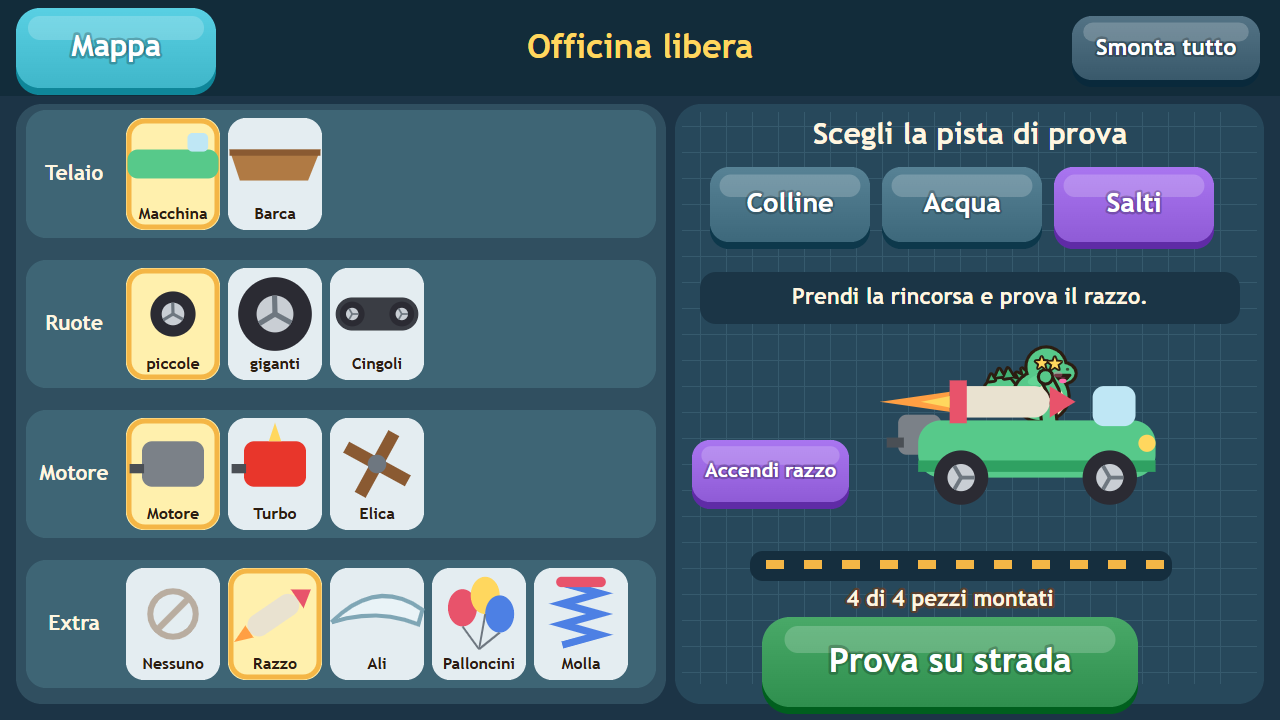 Mappa
Officina libera
Smonta tutto
Telaio
Macchina
Barca
Ruote
piccole
giganti
Cingoli
Motore
Motore
Turbo
Elica
Extra
Nessuno
Razzo
Ali
Palloncini
Molla
Scegli la pista di prova
Colline
Acqua
Salti
Prendi la rincorsa e prova il razzo.
Accendi razzo
4 di 4 pezzi montati
Prova su strada